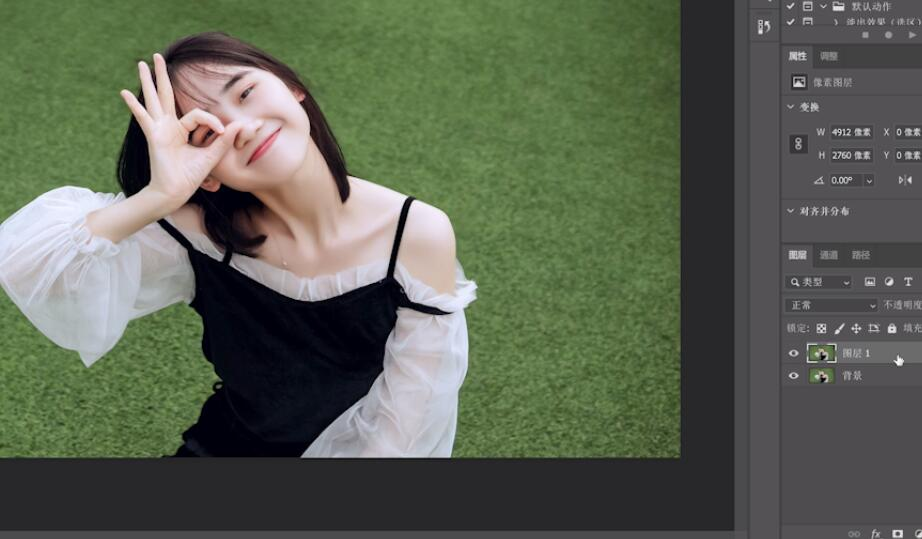 默认动作
属性 调整
像素图层
变换
W 4912 像素 X 0 像素
H 2760 像素 Y 0 像素
0.00°
对齐并分布
图层 通道 路径
类型 T
正常 不透明度
锁定: 填充
图层 1
背景
fx